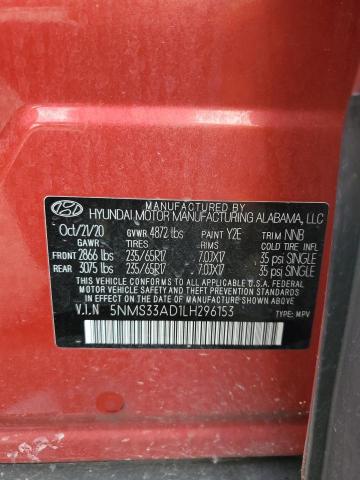 MANUFACTURED BY
HYUNDAI MOTOR MANUFACTURING ALABAMA, LLC
Oct/21/20 GVWR 4872 lbs PAINT Y2E TRIM NNB
GAWR TIRES RIMS COLD TIRE INFL
FRONT 2866 lbs 235/65R17 7.0JX17 35 psi SINGLE
REAR 3075 lbs 235/65R17 7.0JX17 35 psi SINGLE
THIS VEHICLE CONFORMS TO ALL APPLICABLE U.S.A. FEDERAL
MOTOR VEHICLE SAFETY, BUMPER, AND THEFT PREVENTION STANDARDS
IN EFFECT ON THE DATE OF MANUFACTURE SHOWN ABOVE.
V.I.N 5NMS33AD1LH296153
TYPE: MPV